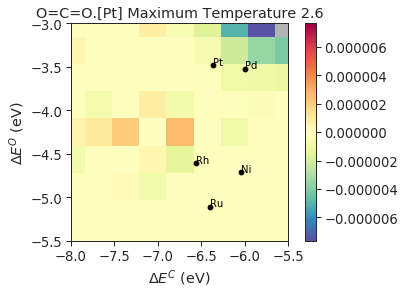 O=C=O.[Pt] Maximum Temperature 2.6
−3.0
−3.5
−4.0
−4.5
−5.0
−5.5
ΔE^O (eV)
Pt
Pd
Rh
Ni
Ru
−8.0 −7.5 −7.0 −6.5 −6.0 −5.5
ΔE^C (eV)
0.000006
0.000004
0.000002
0.000000
−0.000002
−0.000004
−0.000006